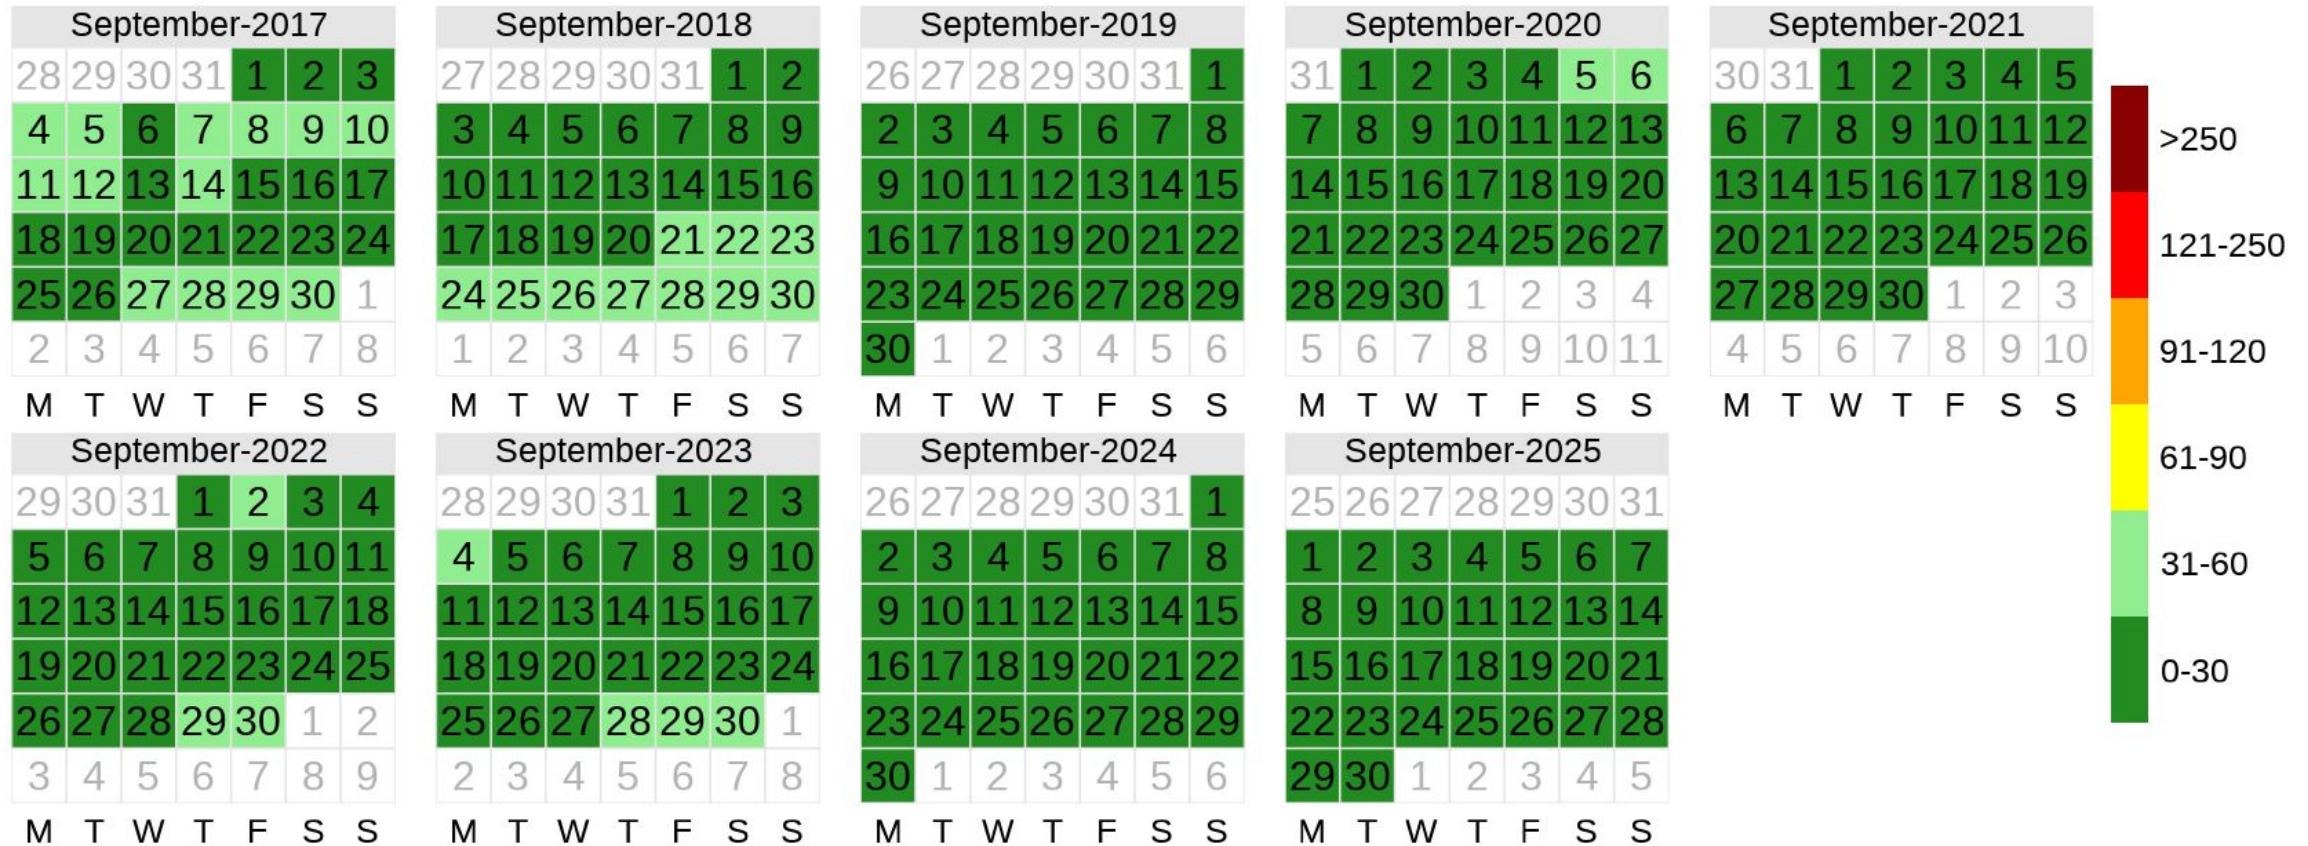 September-2017 September-2018 September-2019 September-2020 September-2021
28 29 30 31 1 2 3 27 28 29 30 31 1 2 26 27 28 29 30 31 1 31 1 2 3 4 5 6 30 31 1 2 3 4 5
4 5 6 7 8 9 10 3 4 5 6 7 8 9 2 3 4 5 6 7 8 7 8 9 10 11 12 13 6 7 8 9 10 11 12
>250
11 12 13 14 15 16 17 10 11 12 13 14 15 16 9 10 11 12 13 14 15 14 15 16 17 18 19 20 13 14 15 16 17 18 19
18 19 20 21 22 23 24 17 18 19 20 21 22 23 16 17 18 19 20 21 22 21 22 23 24 25 26 27 20 21 22 23 24 25 26
121-250
25 26 27 28 29 30 1 24 25 26 27 28 29 30 23 24 25 26 27 28 29 28 29 30 1 2 3 4 27 28 29 30 1 2 3
2 3 4 5 6 7 8 1 2 3 4 5 6 7 30 1 2 3 4 5 6 5 6 7 8 9 10 11 4 5 6 7 8 9 10
91-120
M T W T F S S M T W T F S S M T W T F S S M T W T F S S M T W T F S S
September-2022 September-2023 September-2024 September-2025
61-90
29 30 31 1 2 3 4 28 29 30 31 1 2 3 26 27 28 29 30 31 1 25 26 27 28 29 30 31
5 6 7 8 9 10 11 4 5 6 7 8 9 10 2 3 4 5 6 7 8 1 2 3 4 5 6 7
31-60
12 13 14 15 16 17 18 11 12 13 14 15 16 17 9 10 11 12 13 14 15 8 9 10 11 12 13 14
19 20 21 22 23 24 25 18 19 20 21 22 23 24 16 17 18 19 20 21 22 15 16 17 18 19 20 21
0-30
26 27 28 29 30 1 2 25 26 27 28 29 30 1 23 24 25 26 27 28 29 22 23 24 25 26 27 28
3 4 5 6 7 8 9 2 3 4 5 6 7 8 30 1 2 3 4 5 6 29 30 1 2 3 4 5
M T W T F S S M T W T F S S M T W T F S S M T W T F S S